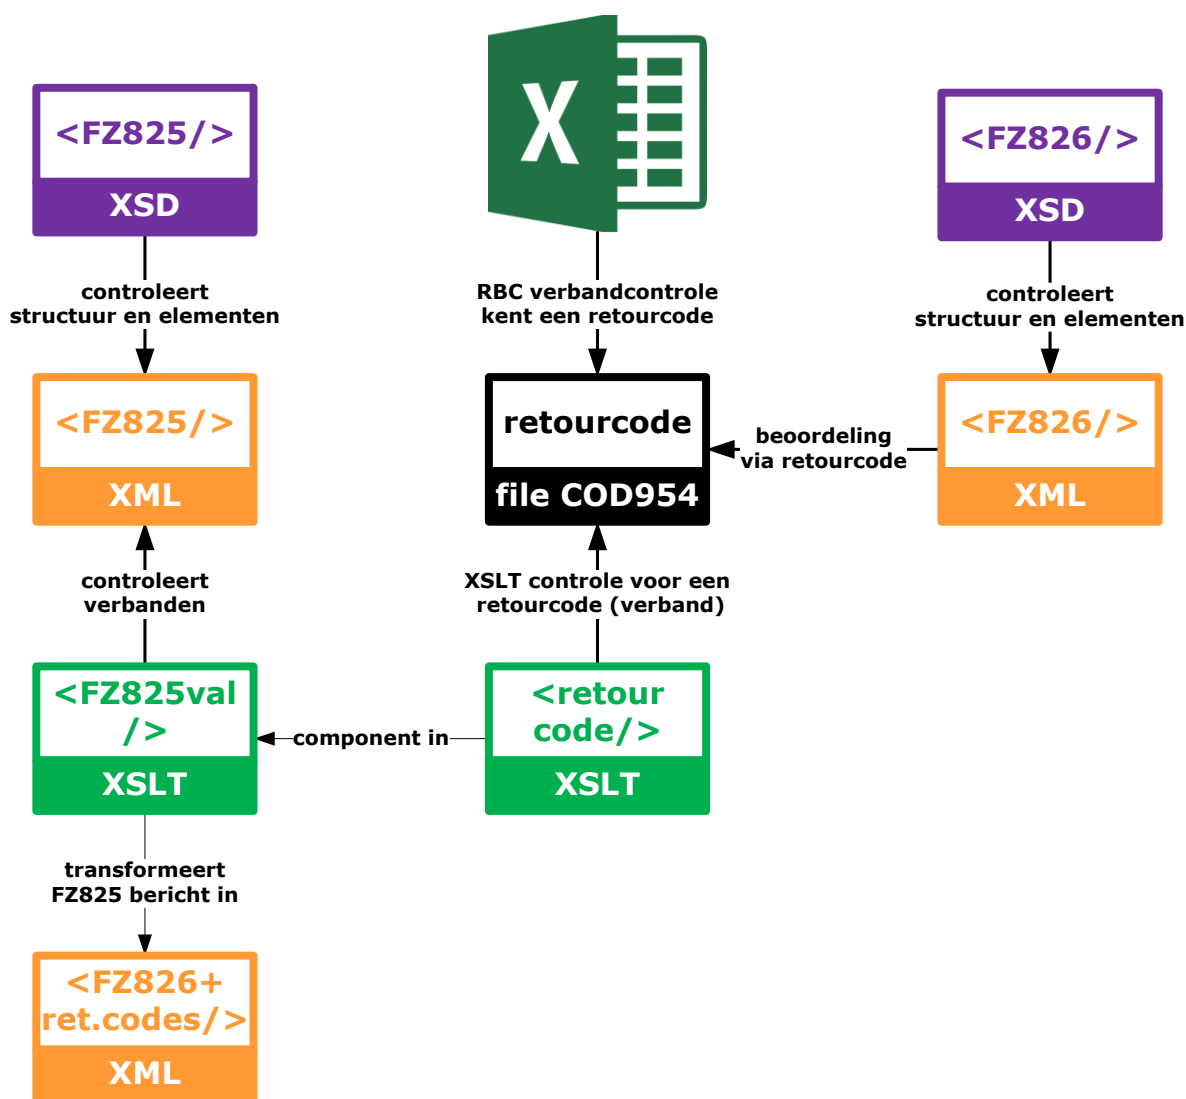 <FZ825/>
XSD
X
<FZ826/>
XSD
controleert
structuur en elementen
RBC verbandcontrole
kent een retourcode
controleert
structuur en elementen
<FZ825/>
XML
retourcode
file COD954
beoordeling
via retourcode
<FZ826/>
XML
controleert
verbanden
XSLT controle voor een
retourcode (verband)
<FZ825val
/>
XSLT
component in
<retour
code/>
XSLT
transformeert
FZ825 bericht in
<FZ826+
ret.codes/>
XML